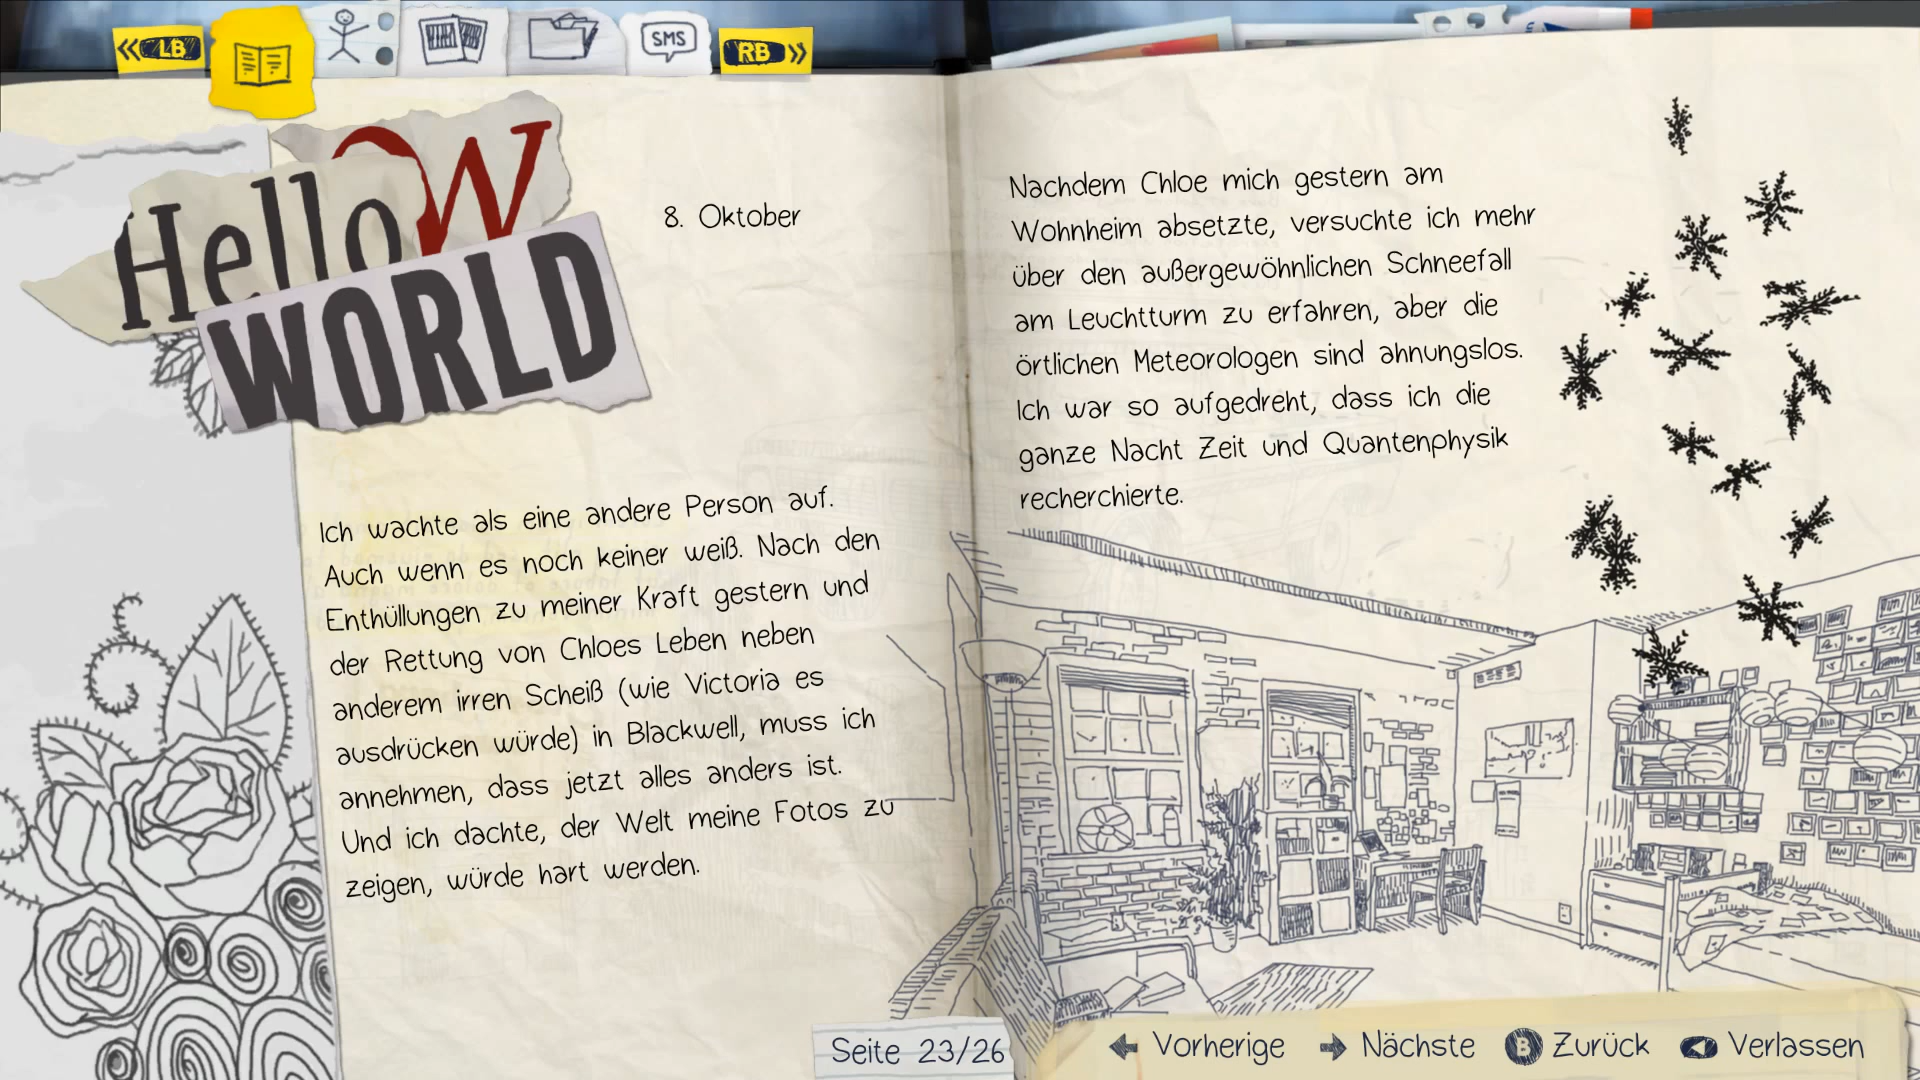 LB
SMS
RB
HelloW
WORLD
8. Oktober
Ich wachte als eine andere Person auf.
Auch wenn es noch keiner weiß. Nach den
Enthüllungen zu meiner Kraft gestern und
der Rettung von Chloes Leben neben
anderem irren Scheiß (wie Victoria es
ausdrücken würde) in Blackwell, muss ich
annehmen, dass jetzt alles anders ist.
Und ich dachte, der Welt meine Fotos zu
zeigen, würde hart werden.
Nachdem Chloe mich gestern am
Wohnheim absetzte, versuchte ich mehr
über den außergewöhnlichen Schneefall
am Leuchtturm zu erfahren, aber die
örtlichen Meteorologen sind ahnungslos.
Ich war so aufgedreht, dass ich die
ganze Nacht Zeit und Quantenphysik
recherchierte.
Seite 23/26
Vorherige
Nächste
B Zurück
Verlassen